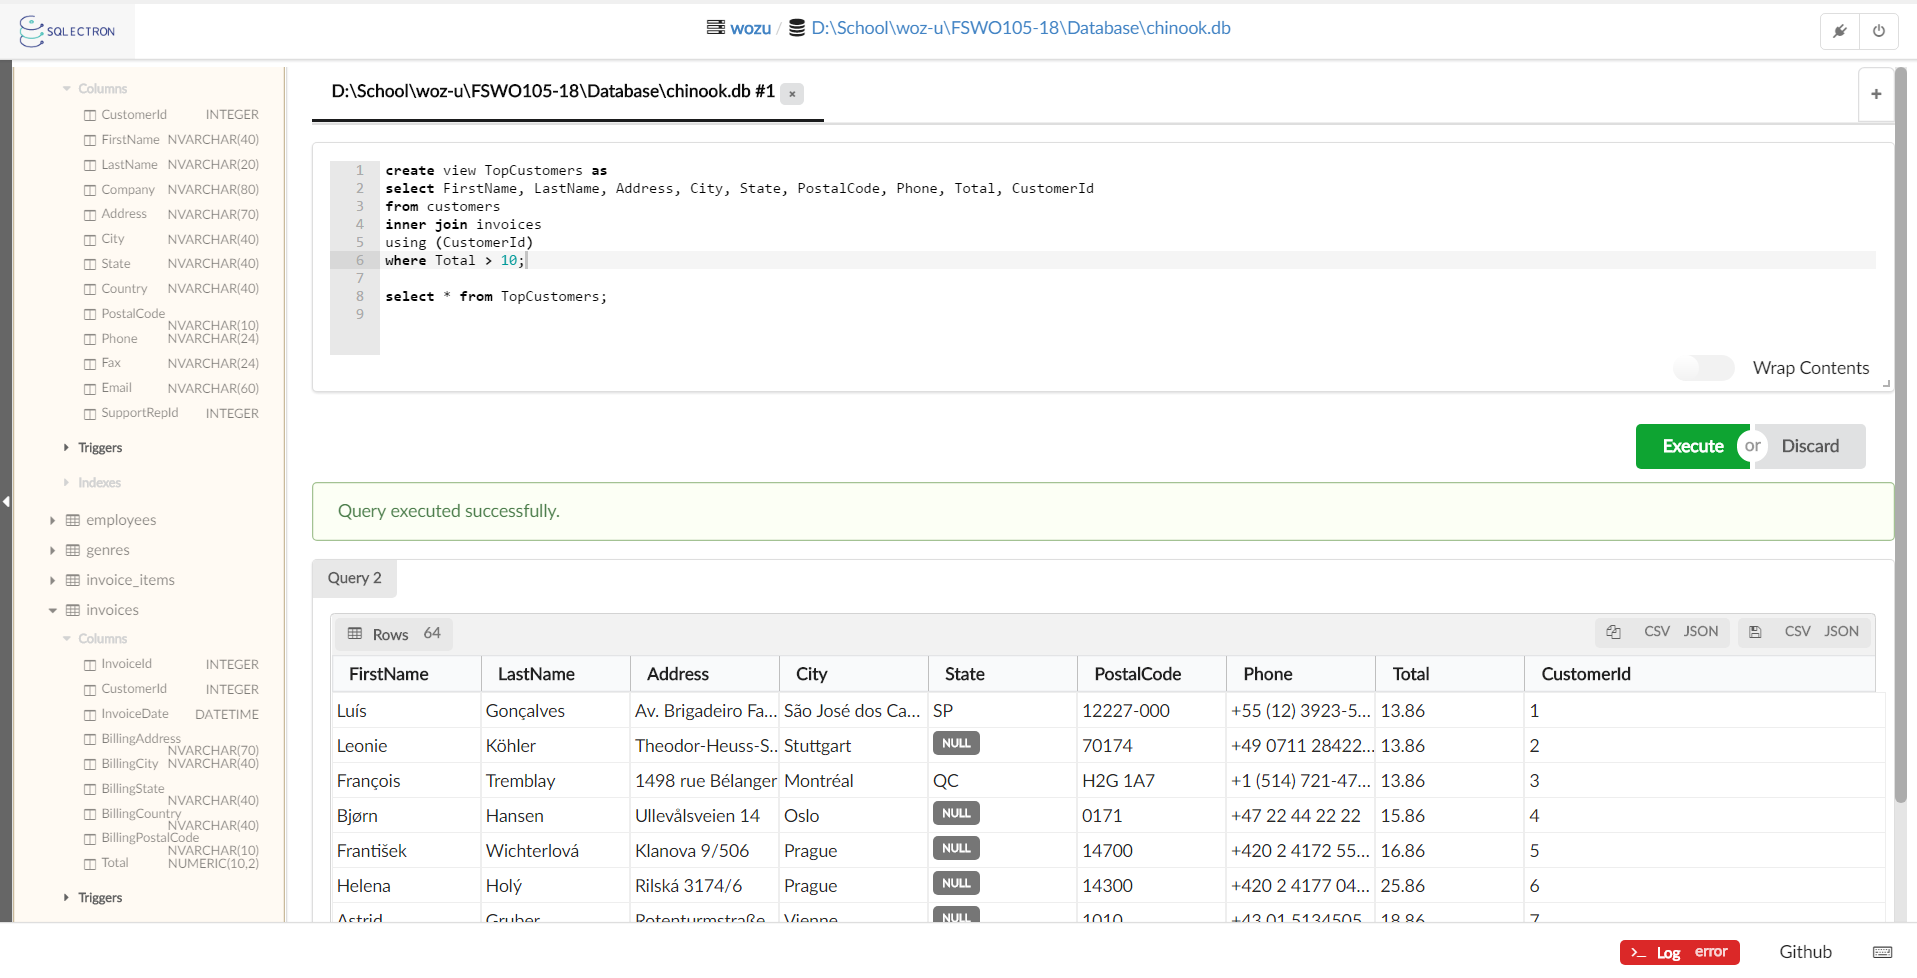 SQLECTRON
wozu / D:\School\woz-u\FSWO105-18\Database\chinook.db
Columns
CustomerId INTEGER
FirstName NVARCHAR(40)
LastName NVARCHAR(20)
Company NVARCHAR(80)
Address NVARCHAR(70)
City NVARCHAR(40)
State NVARCHAR(40)
Country NVARCHAR(40)
PostalCode NVARCHAR(10)
Phone NVARCHAR(24)
Fax NVARCHAR(24)
Email NVARCHAR(60)
SupportRepId INTEGER
Triggers
Indexes
employees
genres
invoice_items
invoices
Columns
InvoiceId INTEGER
CustomerId INTEGER
InvoiceDate DATETIME
BillingAddress NVARCHAR(70)
BillingCity NVARCHAR(40)
BillingState NVARCHAR(40)
BillingCountry NVARCHAR(40)
BillingPostalCode NVARCHAR(10)
Total NUMERIC(10,2)
Triggers
D:\School\woz-u\FSWO105-18\Database\chinook.db #1 ×
+
1 create view TopCustomers as
2 select FirstName, LastName, Address, City, State, PostalCode, Phone, Total, CustomerId
3 from customers
4 inner join invoices
5 using (CustomerId)
6 where Total > 10;
7
8 select * from TopCustomers;
9
Wrap Contents
Execute or Discard
Query executed successfully.
Query 2
Rows 64 CSV JSON CSV JSON
FirstName LastName Address City State PostalCode Phone Total CustomerId
Luís Gonçalves Av. Brigadeiro Fa... São José dos Ca... SP 12227-000 +55 (12) 3923-5... 13.86 1
Leonie Köhler Theodor-Heuss-S... Stuttgart NULL 70174 +49 0711 28422... 13.86 2
François Tremblay 1498 rue Bélanger Montréal QC H2G 1A7 +1 (514) 721-47... 13.86 3
Bjørn Hansen Ullevålsveien 14 Oslo NULL 0171 +47 22 44 22 22 15.86 4
František Wichterlová Klanova 9/506 Prague NULL 14700 +420 2 4172 55... 16.86 5
Helena Holý Rilská 3174/6 Prague NULL 14300 +420 2 4177 04... 25.86 6
Astrid Gruber Rotenturmstraße Vienne NULL 1010 +43 01 5134505 18.86 7
>_ Log error Github